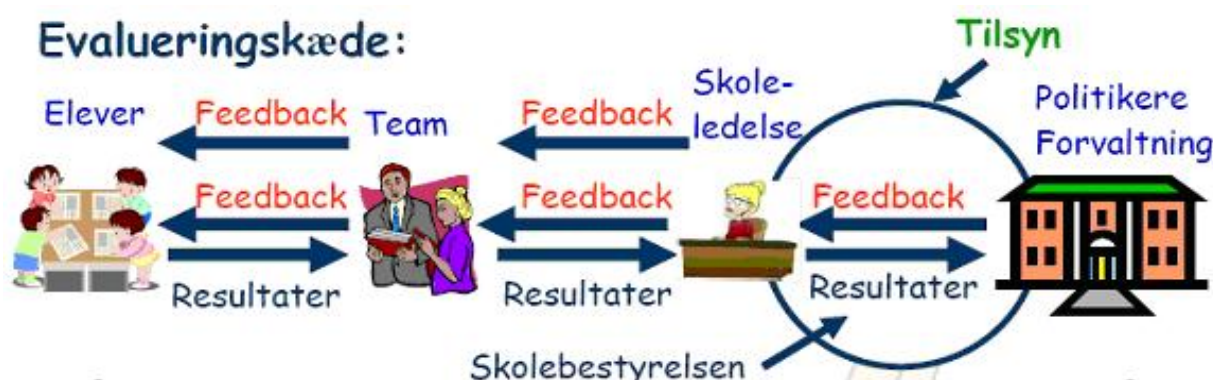 Evalueringskæde:
Tilsyn
Elever
Feedback
Team
Feedback
Skole-
ledelse
Politikere
Forvaltning
Feedback
Feedback
Feedback
Resultater
Resultater
Resultater
Skolebestyrelsen